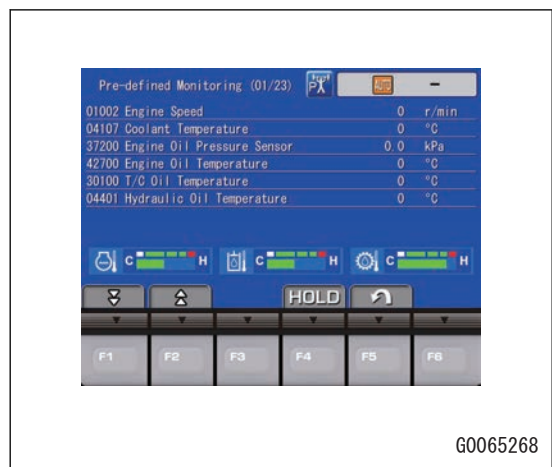 Pre-defined Monitoring (01/23) P –
01002 Engine Speed 0 r/min
04107 Coolant Temperature 0 °C
37200 Engine Oil Pressure Sensor 0.0 kPa
42700 Engine Oil Temperature 0 °C
30100 T/C Oil Temperature 0 °C
04401 Hydraulic Oil Temperature 0 °C
C H C H C H
HOLD
F1 F2 F3 F4 F5 F6
G0065268